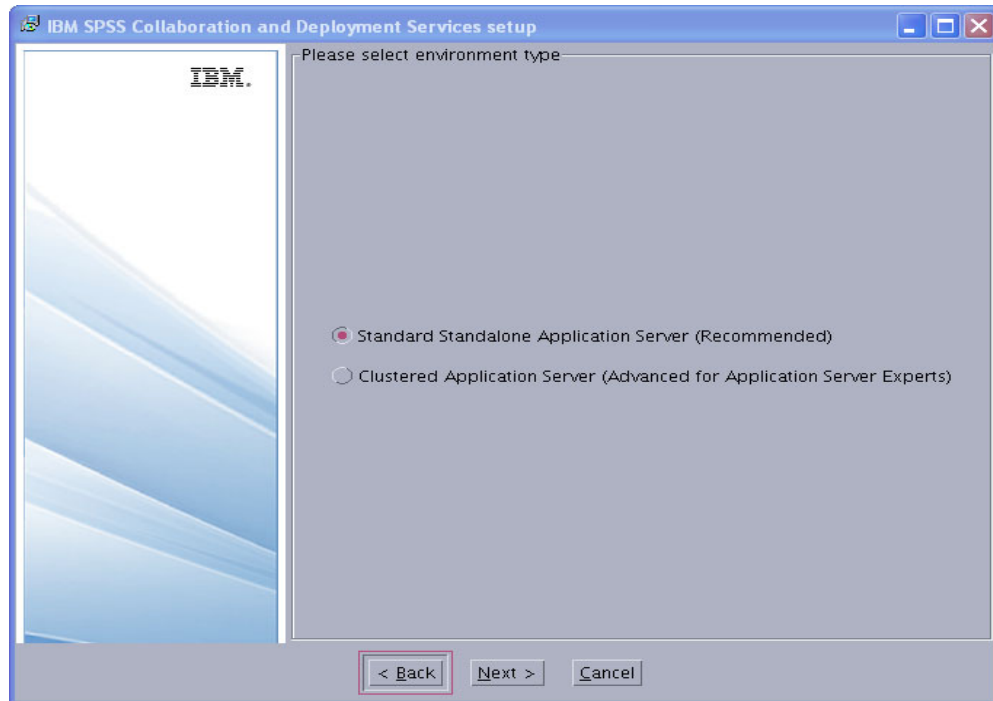 IBM SPSS Collaboration and Deployment Services setup
IBM.
Please select environment type
Standard Standalone Application Server (Recommended)
Clustered Application Server (Advanced for Application Server Experts)
< Back Next > Cancel